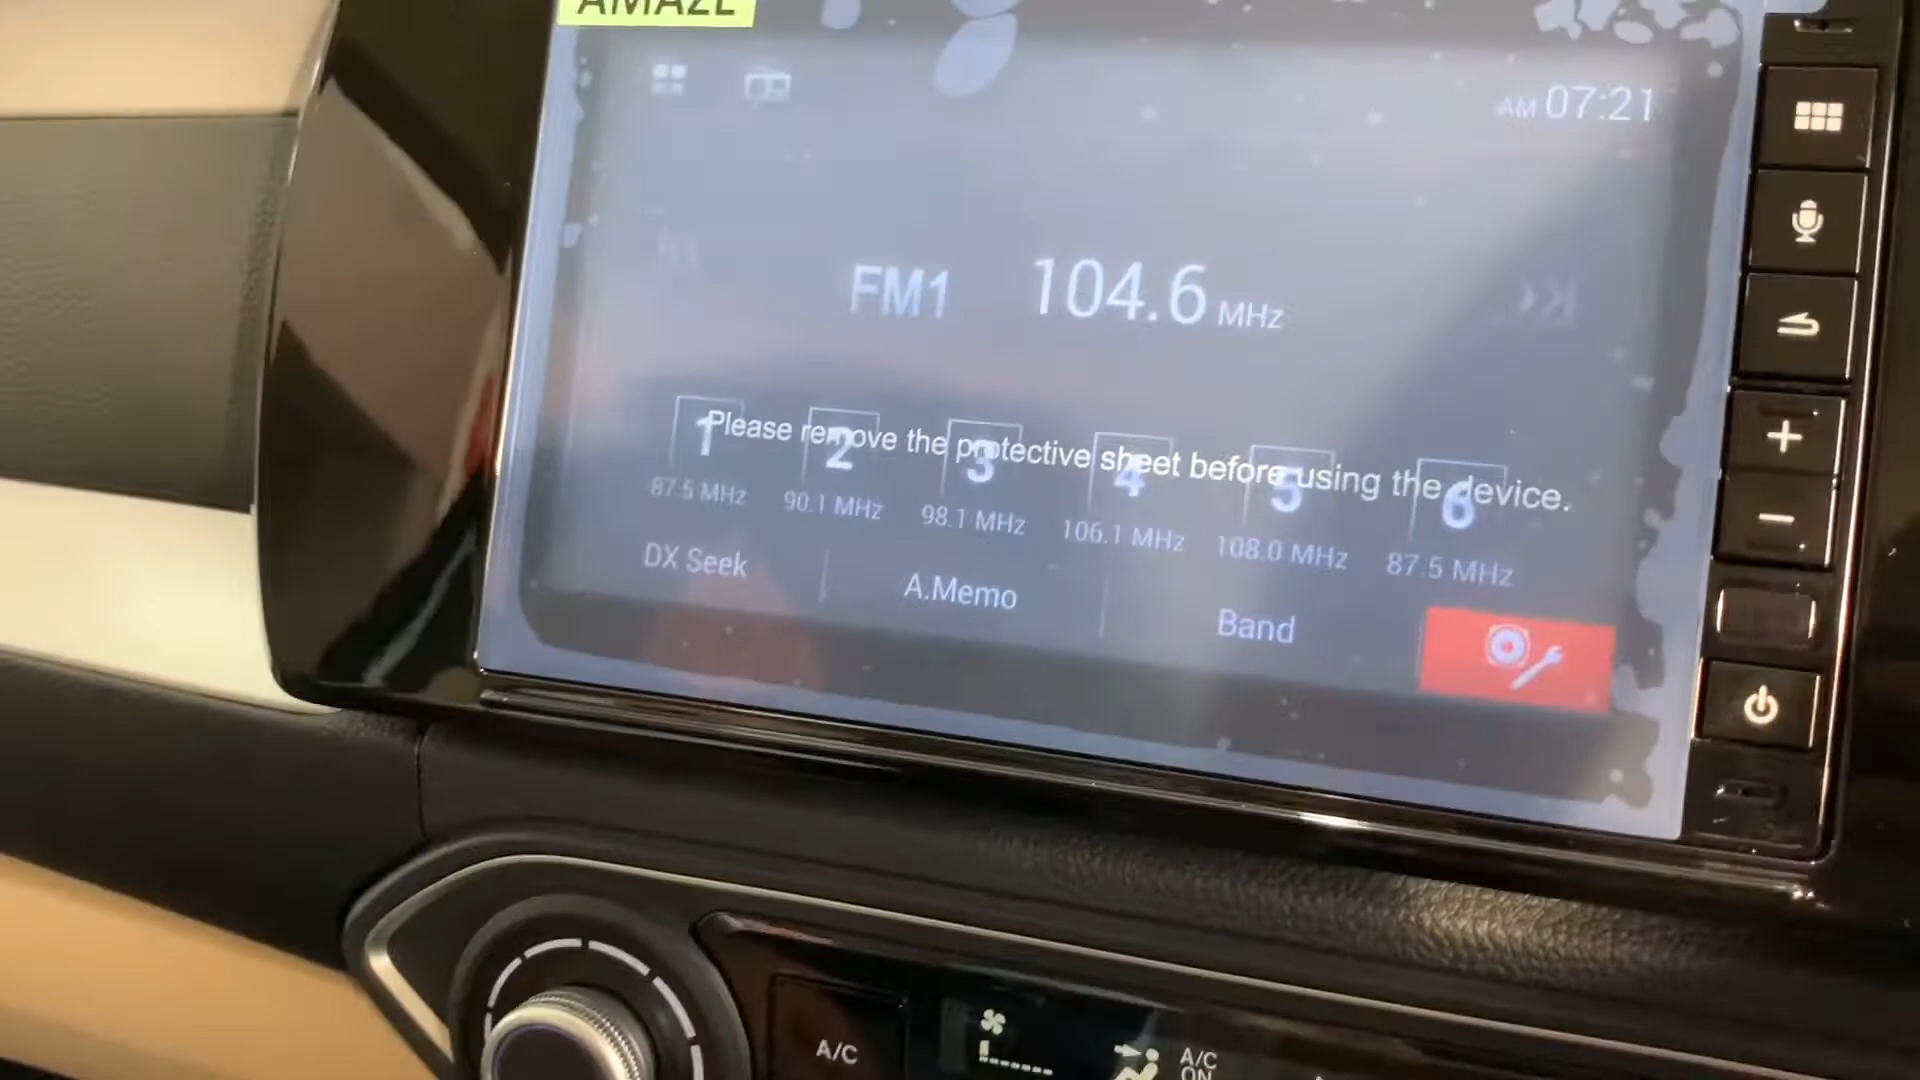 AMAZE
AM 07:21
FM1 104.6 MHz
Please remove the protective sheet before using the device.
1 2 3 4 5 6
87.5 MHz 90.1 MHz 98.1 MHz 106.1 MHz 108.0 MHz 87.5 MHz
DX Seek A.Memo Band
A/C
A/C
ON